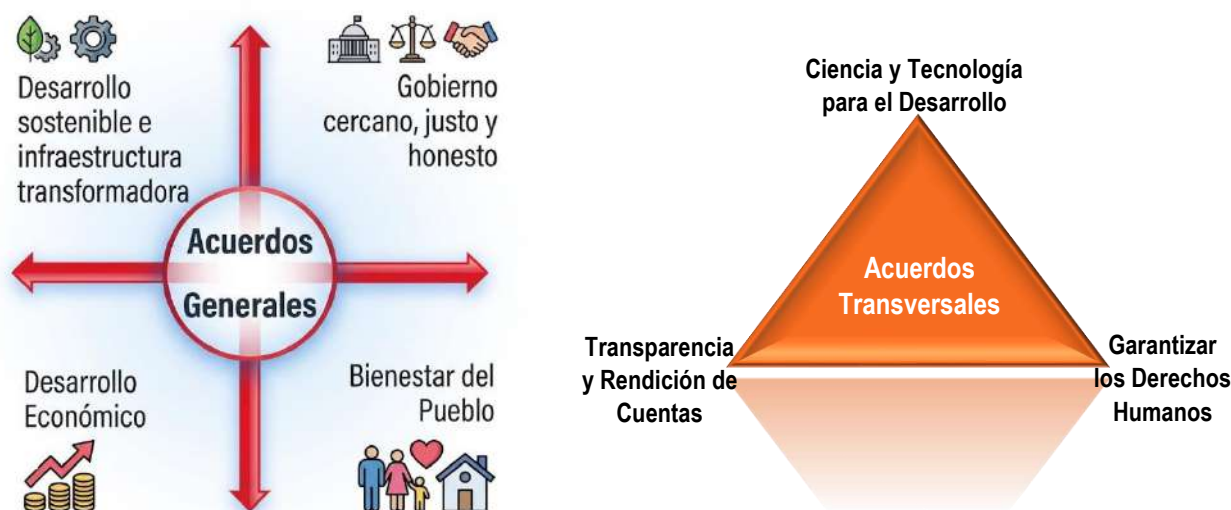 Desarrollo
sostenible e
infraestructura
transformadora
Gobierno
cercano, justo y
honesto
Acuerdos
Generales
Desarrollo
Económico
Bienestar del
Pueblo
Ciencia y Tecnología
para el Desarrollo
Acuerdos
Transversales
Transparencia
y Rendición de
Cuentas
Garantizar
los Derechos
Humanos